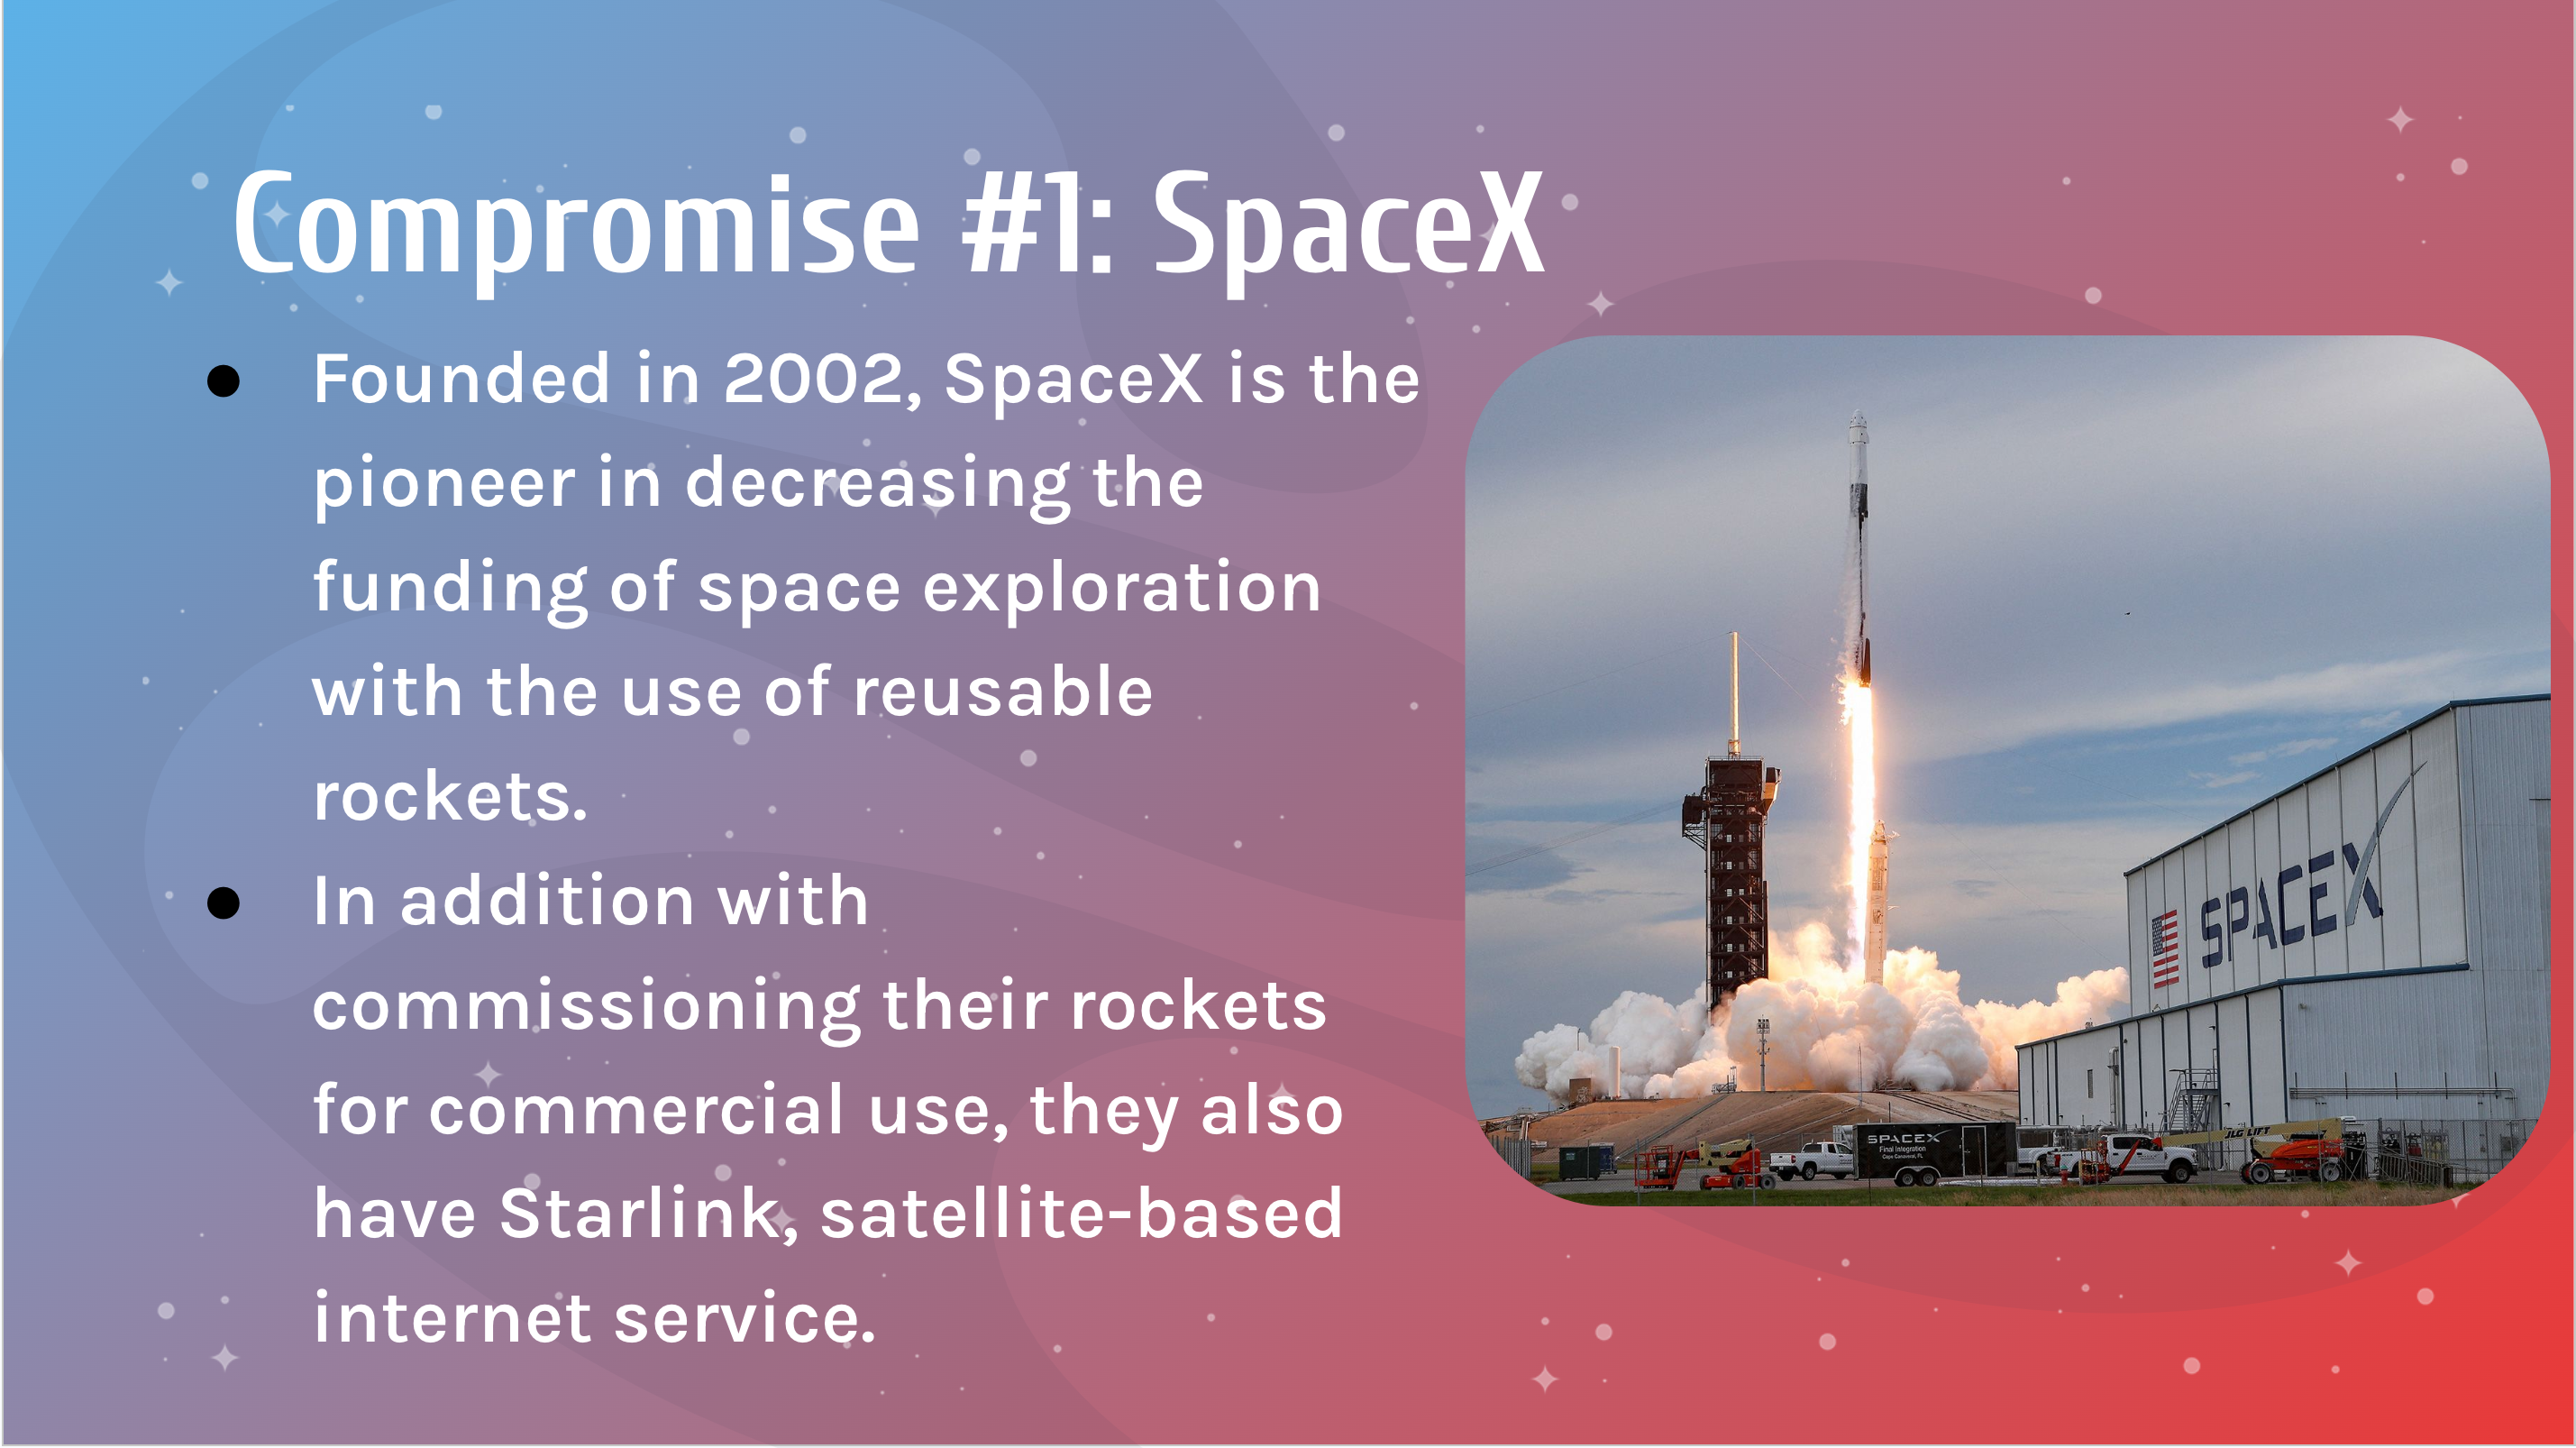 Compromise #1: SpaceX
● Founded in 2002, SpaceX is the
pioneer in decreasing the
funding of space exploration
with the use of reusable
rockets.
● In addition with
commissioning their rockets
for commercial use, they also
have Starlink, satellite-based
internet service.
SPACEX
SPACEX
Final Integration
Cape Canaveral, FL
JLG LIFT